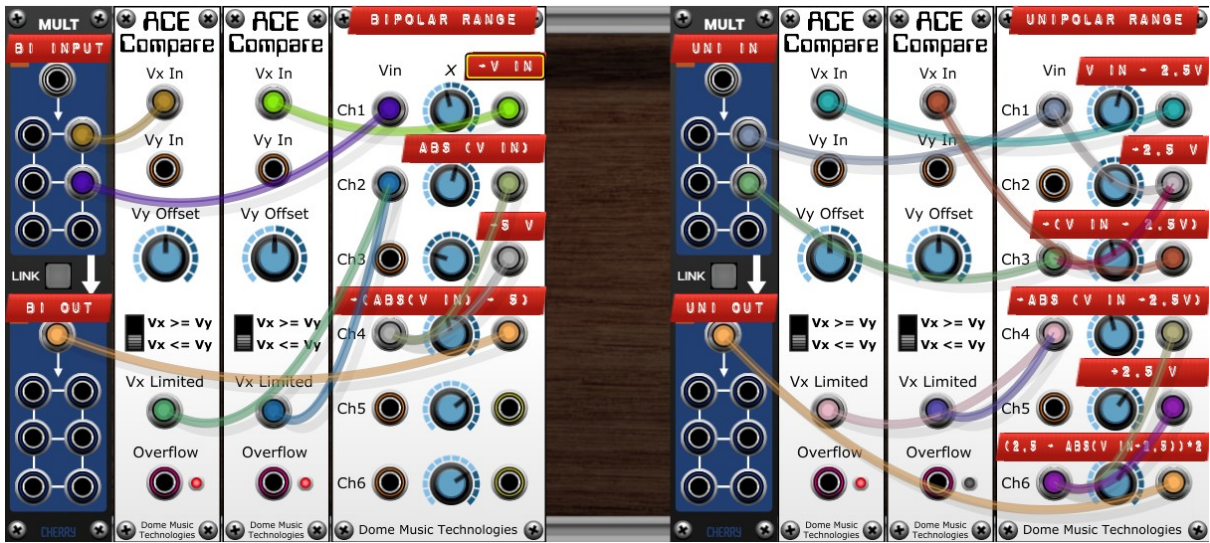 MULT
BI INPUT
LINK
BI OUT
CHERRY
ACE
Compare
Vx In
Vy In
Vy Offset
Vx >= Vy
Vx <= Vy
Vx Limited
Overflow
Dome Music
Technologies
ACE
Compare
Vx In
Vy In
Vy Offset
Vx >= Vy
Vx <= Vy
Vx Limited
Overflow
Dome Music
Technologies
BIPOLAR RANGE
Vin X -V IN
Ch1
ABS (V IN)
Ch2
-5 V
Ch3
-(ABS(V IN) - 5)
Ch4
Ch5
Ch6
Dome Music Technologies
MULT
UNI IN
LINK
UNI OUT
CHERRY
ACE
Compare
Vx In
Vy In
Vy Offset
Vx >= Vy
Vx <= Vy
Vx Limited
Overflow
Dome Music
Technologies
ACE
Compare
Vx In
Vy In
Vy Offset
Vx >= Vy
Vx <= Vy
Vx Limited
Overflow
Dome Music
Technologies
UNIPOLAR RANGE
Vin V IN - 2.5V
Ch1
-2.5 V
Ch2
-(V IN - 2.5V)
Ch3
-ABS (V IN -2.5V)
Ch4
+2.5 V
Ch5
(2.5 - ABS(V IN-2.5))*2
Ch6
Dome Music Technologies